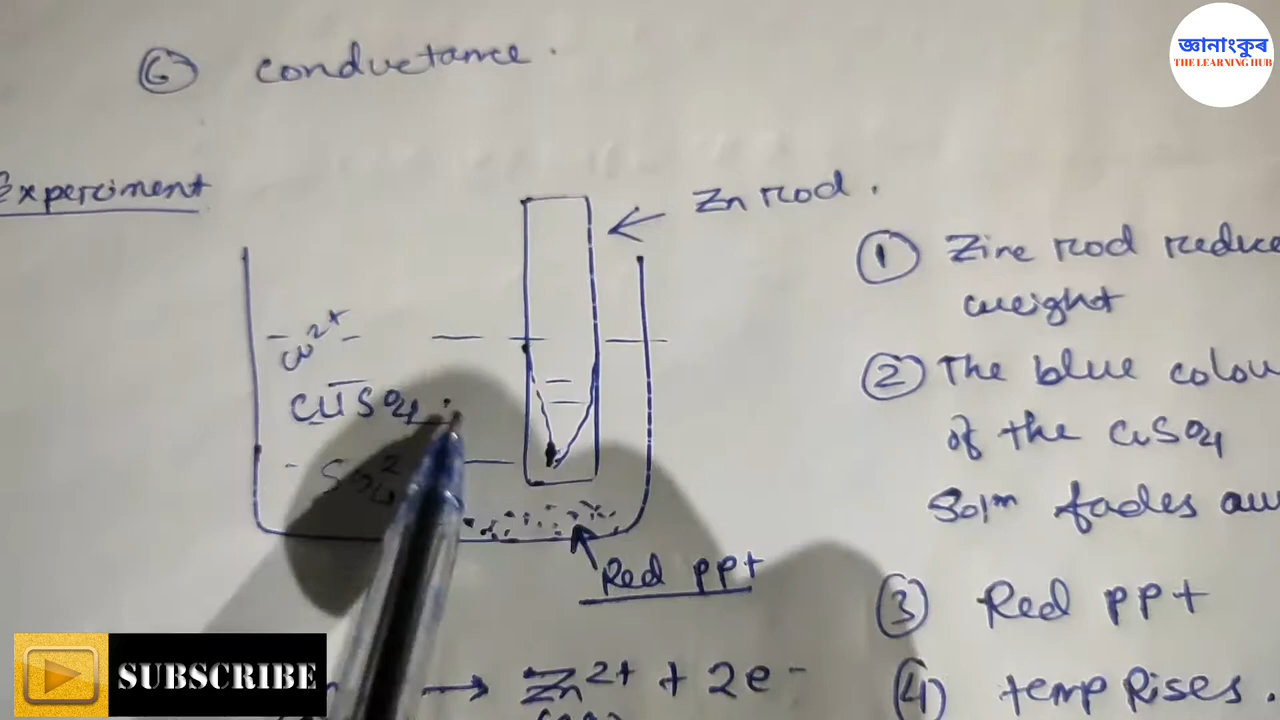 জ্ঞানাংকুৰ
THE LEARNING HUB
6 conductance.
Experiment
Zn rod.
Cu2+
CuSO4
Red ppt
→ Zn2+ + 2e-
1 Zinc rod reduce
weight
2 The blue colou
of the CuSO4
Soln fades aw
3 Red ppt
4 temp Rises.
SUBSCRIBE